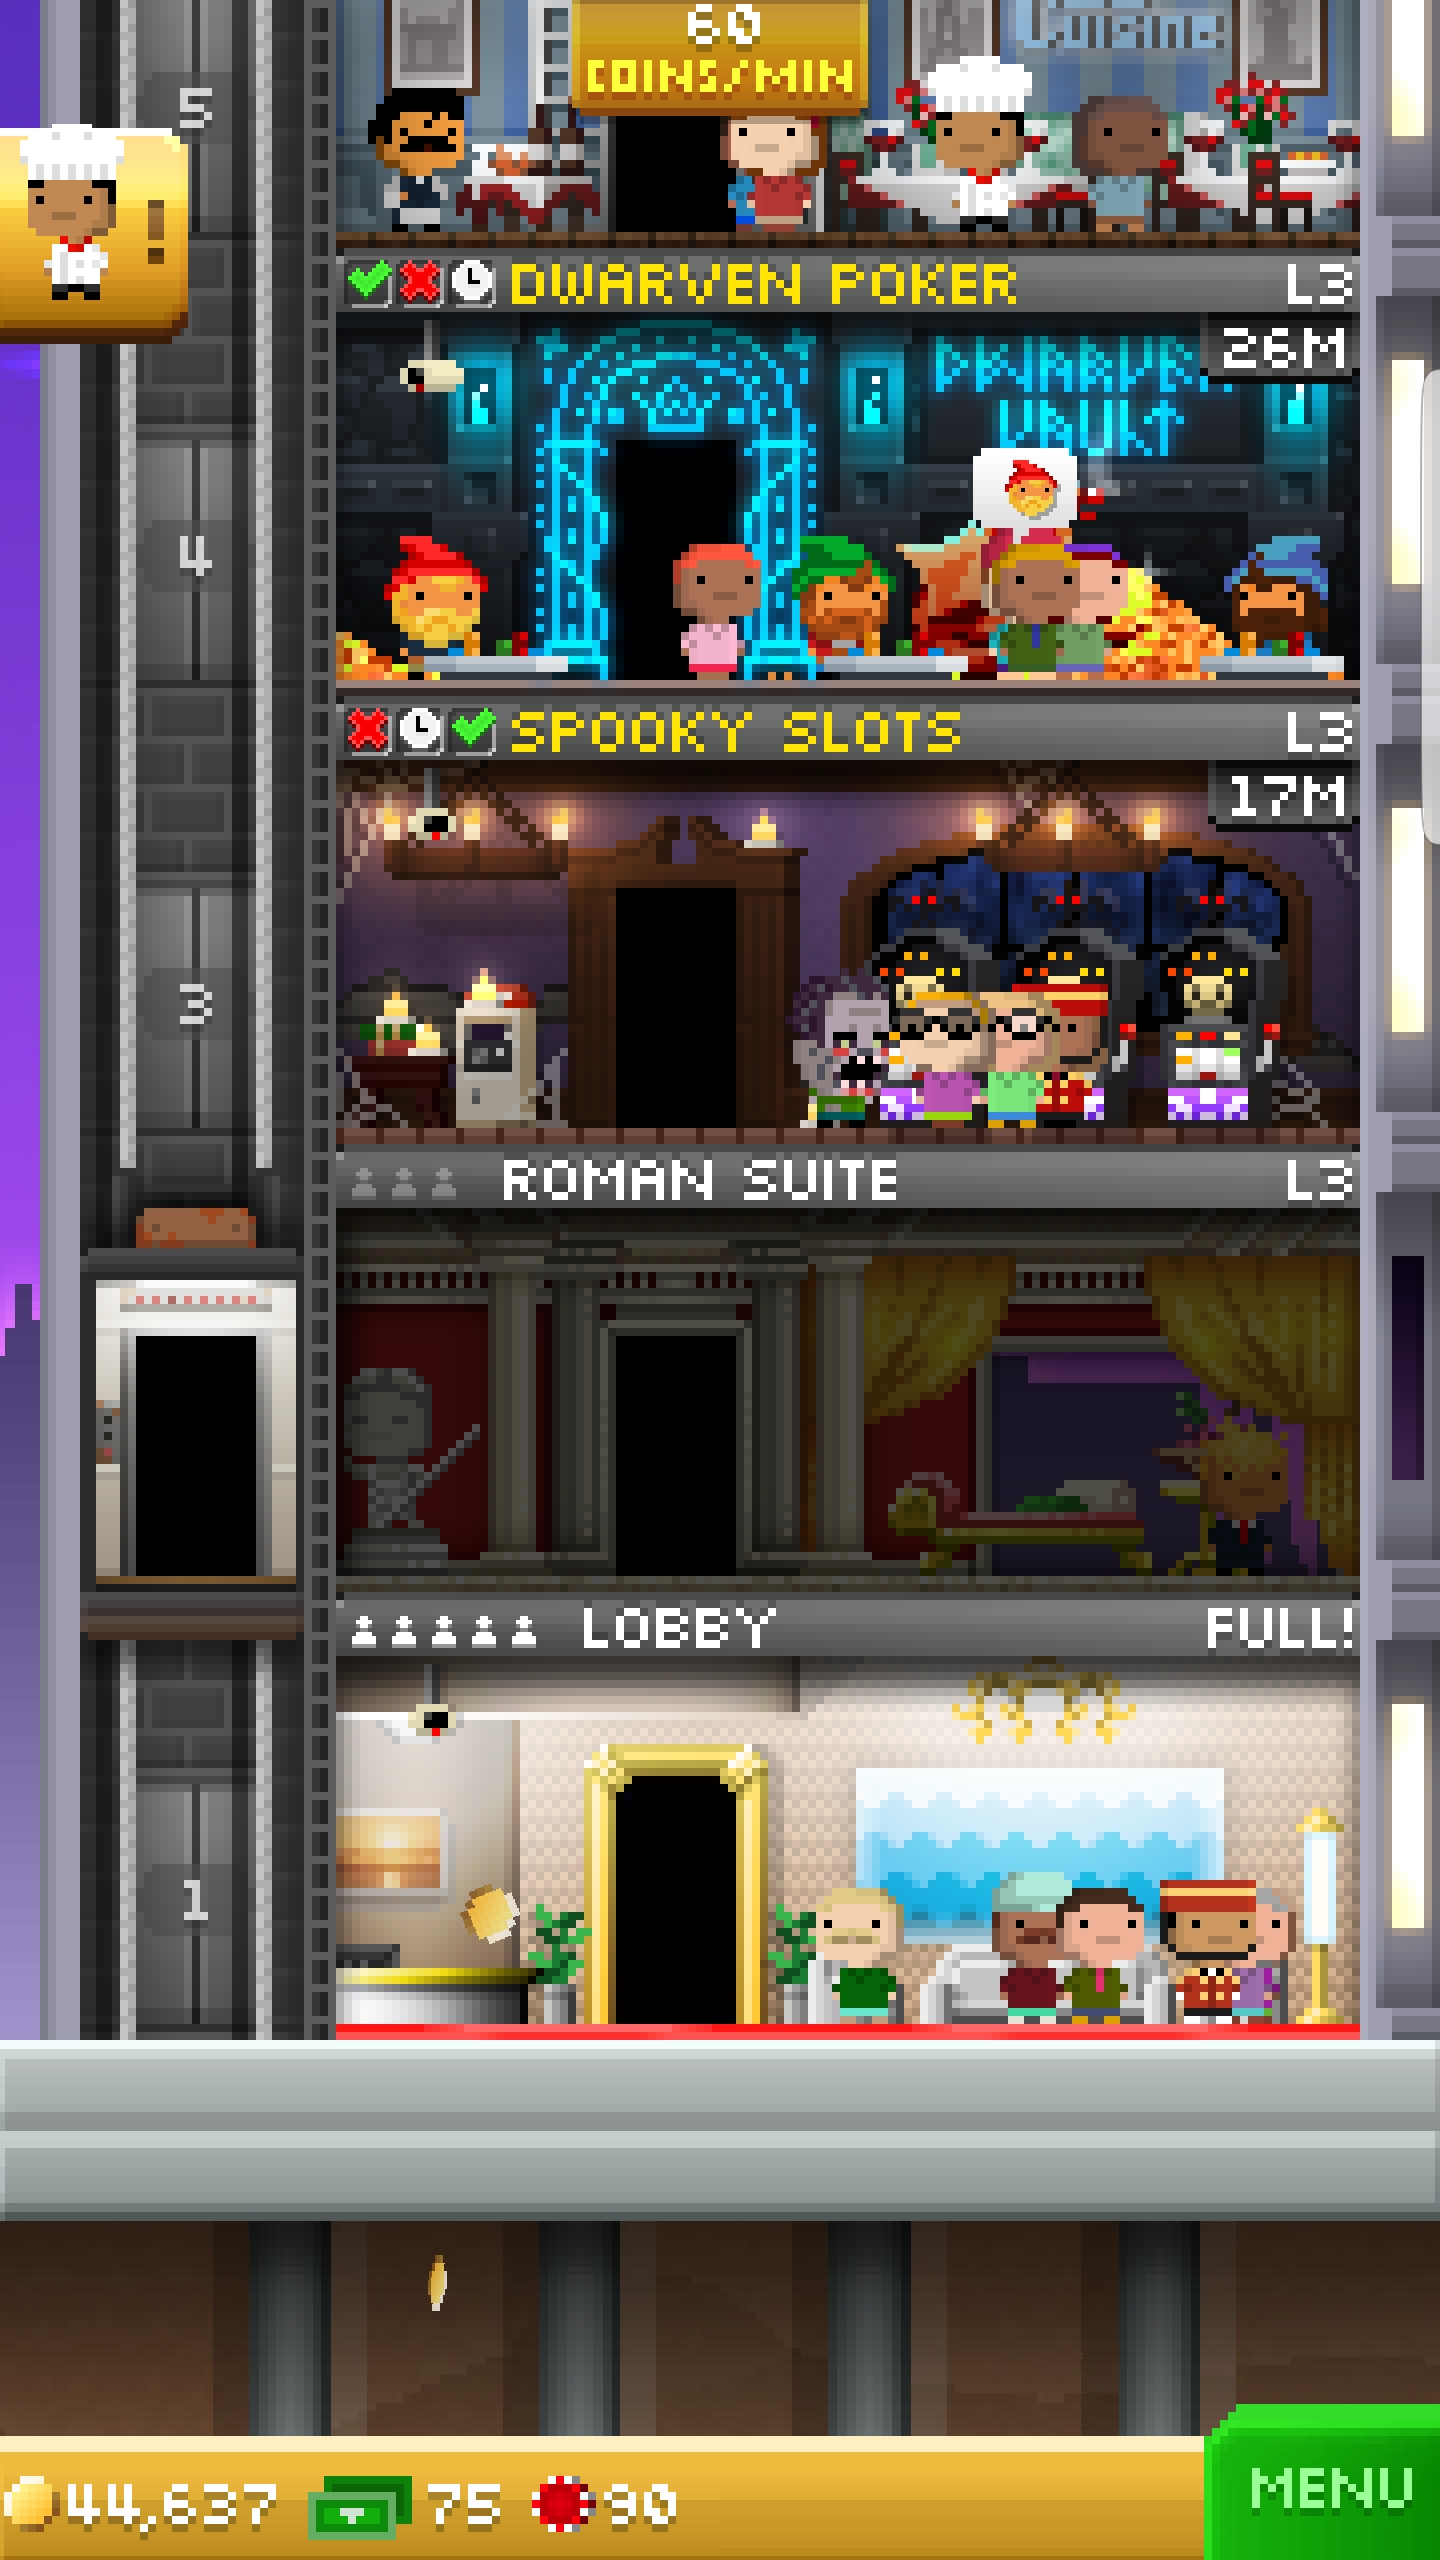 Cuisine
60
COINS/MIN
5
DWARVEN POKER L3
26M
DWARVEN
VAULT
4
SPOOKY SLOTS L3
17M
3
ROMAN SUITE L3
LOBBY FULL!
1
44,637 75 90
MENU